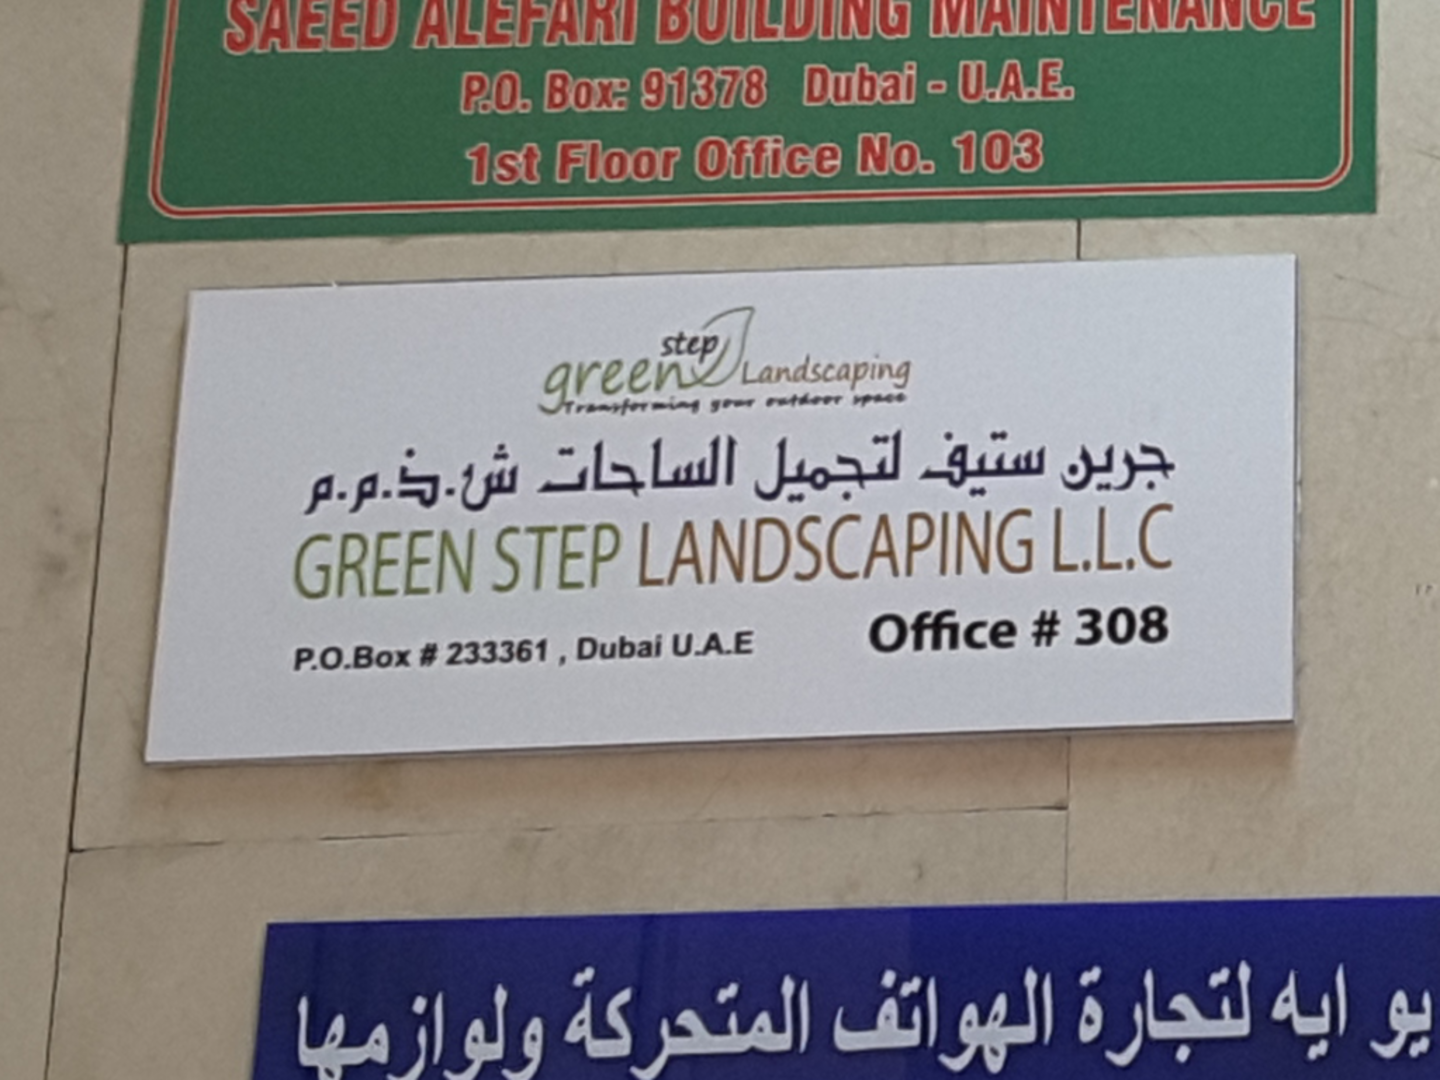 SAEED ALEFARI BUILDING MAINTENANCE
P.O. Box: 91378 Dubai - U.A.E.
1st Floor Office No. 103
green step Landscaping
Transforming your outdoor space
جرين ستيف لتجميل الساحات ش.ذ.م.م
GREEN STEP LANDSCAPING L.L.C
P.O.Box # 233361 , Dubai U.A.E
Office # 308
يو ايه لتجارة الهواتف المتحركة ولوازمها